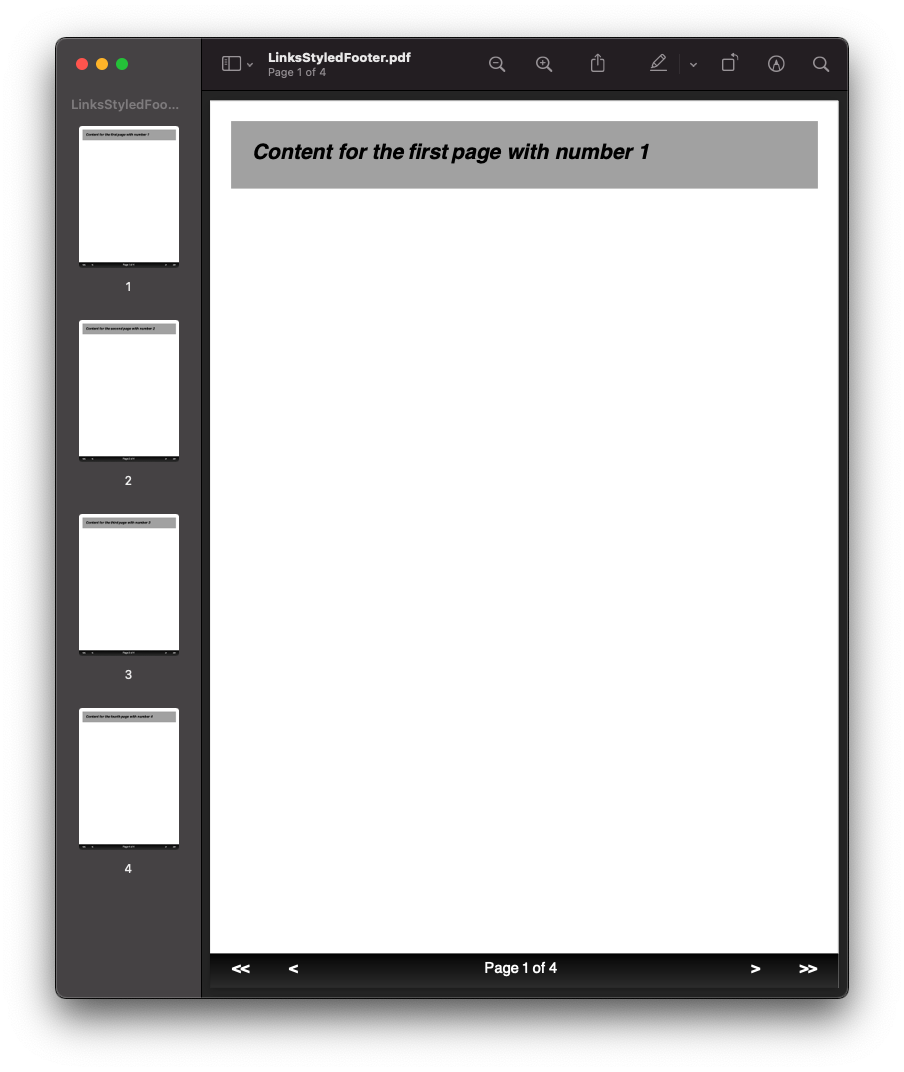 LinksStyledFooter.pdf
Page 1 of 4
LinksStyledFoo...
Content for the first page with number 1
1
Content for the second page with number 2
2
Content for the third page with number 3
3
Content for the fourth page with number 4
4
Content for the first page with number 1
<< < Page 1 of 4 > >>